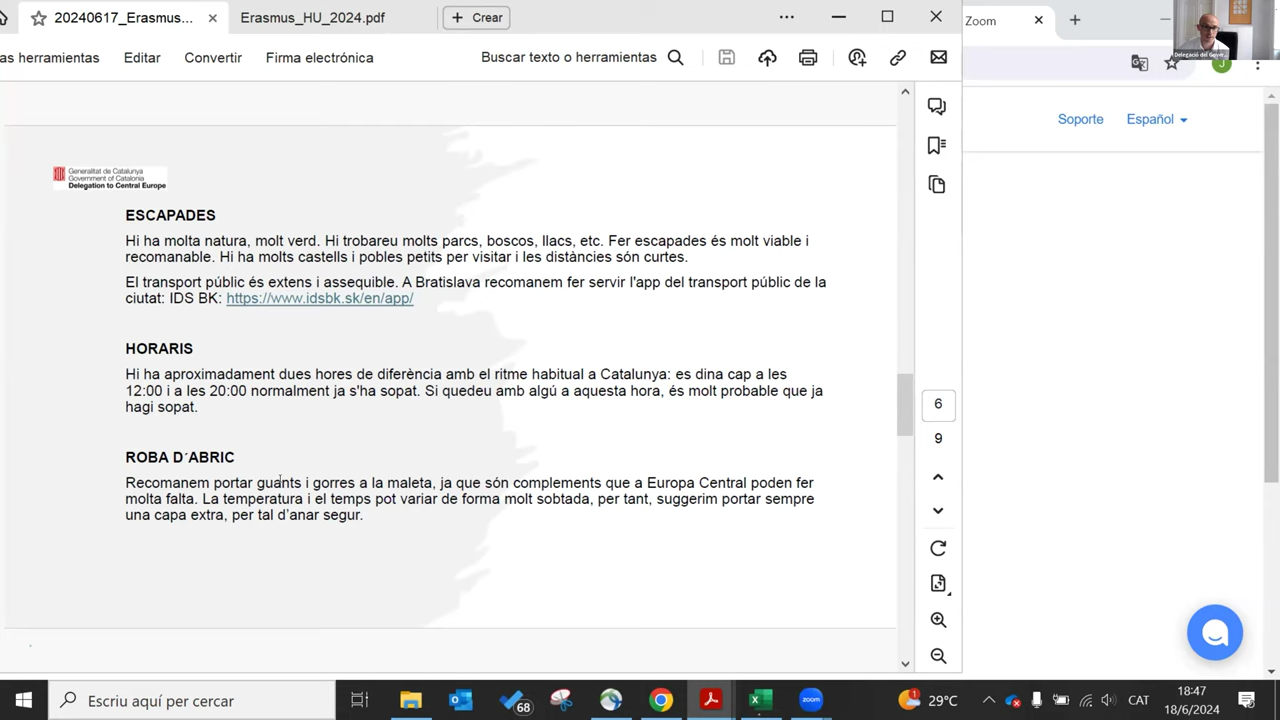 20240617_Erasmus...
Erasmus_HU_2024.pdf
Crear
Zoom
as herramientas
Editar
Convertir
Firma electrónica
Buscar texto o herramientas
J
Soporte
Español
Generalitat de Catalunya
Government of Catalonia
Delegation to Central Europe
ESCAPADES
Hi ha molta natura, molt verd. Hi trobareu molts parcs, boscos, llacs, etc. Fer escapades és molt viable i
recomanable. Hi ha molts castells i pobles petits per visitar i les distàncies són curtes.
El transport públic és extens i assequible. A Bratislava recomanem fer servir l'app del transport públic de la
ciutat: IDS BK: https://www.idsbk.sk/en/app/
HORARIS
Hi ha aproximadament dues hores de diferència amb el ritme habitual a Catalunya: es dina cap a les
12:00 i a les 20:00 normalment ja s'ha sopat. Si quedeu amb algú a aquesta hora, és molt probable que ja
hagi sopat.
ROBA D´ABRIC
Recomanem portar guants i gorres a la maleta, ja que són complements que a Europa Central poden fer
molta falta. La temperatura i el temps pot variar de forma molt sobtada, per tant, suggerim portar sempre
una capa extra, per tal d’anar segur.
6
9
Escriu aquí per cercar
68
zoom
29°C
CAT
18:47
18/6/2024